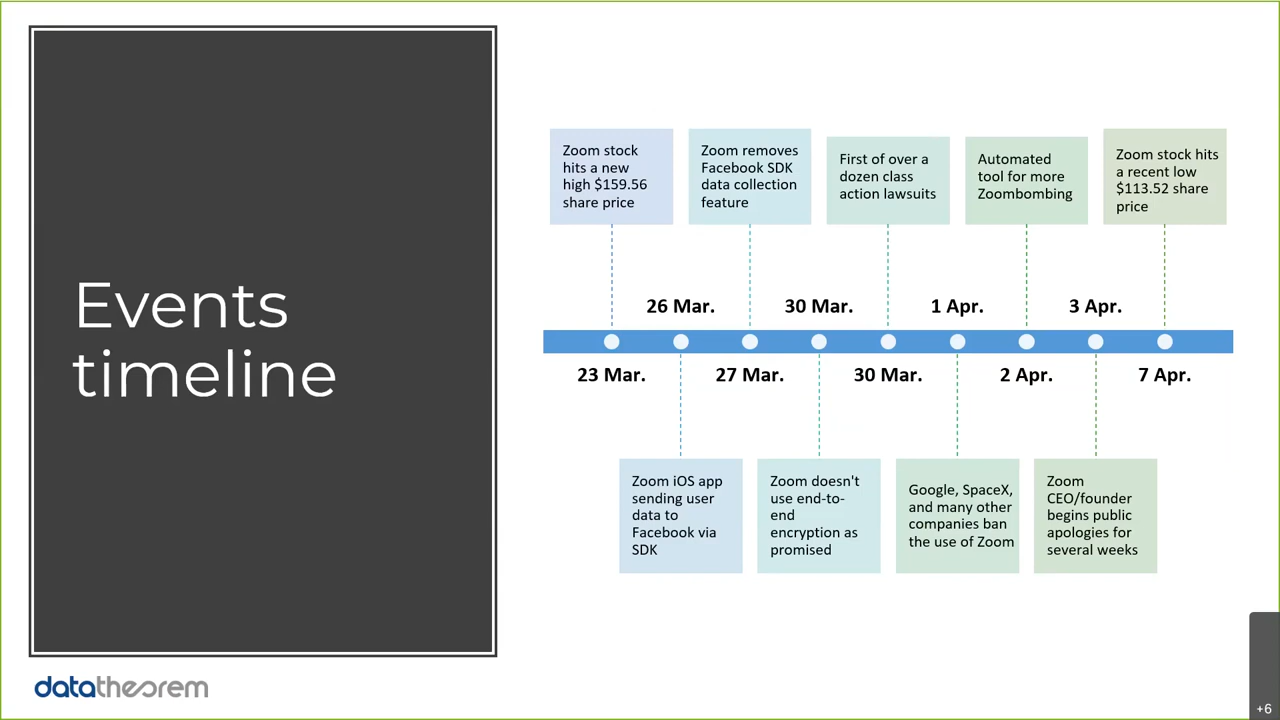 Events
timeline
Zoom stock
hits a new
high $159.56
share price
Zoom removes
Facebook SDK
data collection
feature
First of over a
dozen class
action lawsuits
Automated
tool for more
Zoombombing
Zoom stock hits
a recent low
$113.52 share
price
26 Mar.
30 Mar.
1 Apr.
3 Apr.
23 Mar.
27 Mar.
30 Mar.
2 Apr.
7 Apr.
Zoom iOS app
sending user
data to
Facebook via
SDK
Zoom doesn't
use end-to-
end
encryption as
promised
Google, SpaceX,
and many other
companies ban
the use of Zoom
Zoom
CEO/founder
begins public
apologies for
several weeks
datatheorem
+6